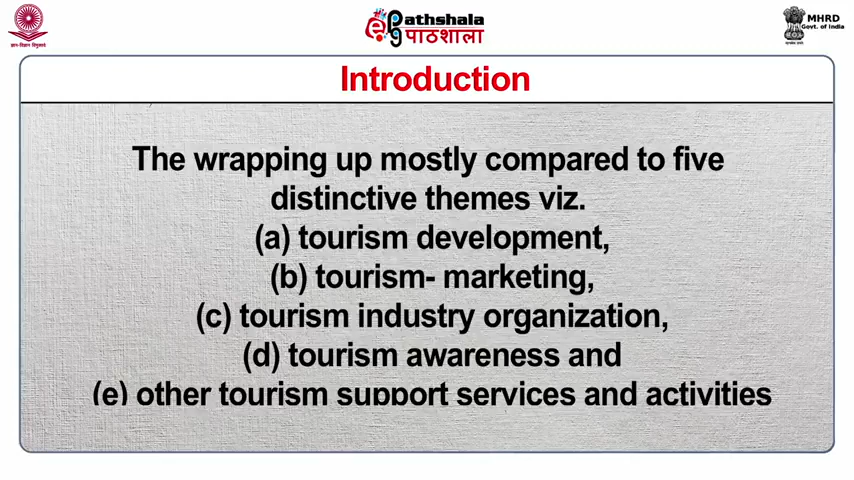 ePathshala
पाठशाला
MHRD
Govt. of India
ज्ञान-विज्ञान विमुक्तये
Introduction
The wrapping up mostly compared to five
distinctive themes viz.
(a) tourism development,
(b) tourism- marketing,
(c) tourism industry organization,
(d) tourism awareness and
(e) other tourism support services and activities